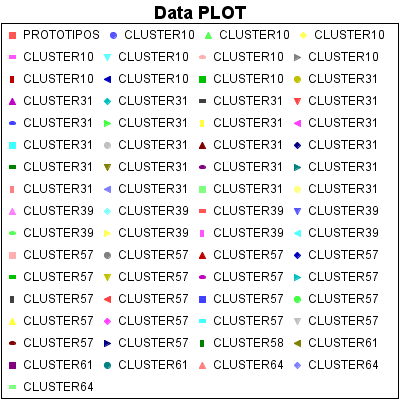 Data PLOT
PROTOTIPOS CLUSTER10 CLUSTER10 CLUSTER10
CLUSTER10 CLUSTER10 CLUSTER10 CLUSTER10
CLUSTER10 CLUSTER10 CLUSTER10 CLUSTER31
CLUSTER31 CLUSTER31 CLUSTER31 CLUSTER31
CLUSTER31 CLUSTER31 CLUSTER31 CLUSTER31
CLUSTER31 CLUSTER31 CLUSTER31 CLUSTER31
CLUSTER31 CLUSTER31 CLUSTER31 CLUSTER31
CLUSTER31 CLUSTER31 CLUSTER31 CLUSTER31
CLUSTER39 CLUSTER39 CLUSTER39 CLUSTER39
CLUSTER39 CLUSTER39 CLUSTER39 CLUSTER39
CLUSTER57 CLUSTER57 CLUSTER57 CLUSTER57
CLUSTER57 CLUSTER57 CLUSTER57 CLUSTER57
CLUSTER57 CLUSTER57 CLUSTER57 CLUSTER57
CLUSTER57 CLUSTER57 CLUSTER57 CLUSTER57
CLUSTER57 CLUSTER57 CLUSTER58 CLUSTER61
CLUSTER61 CLUSTER61 CLUSTER64 CLUSTER64
CLUSTER64